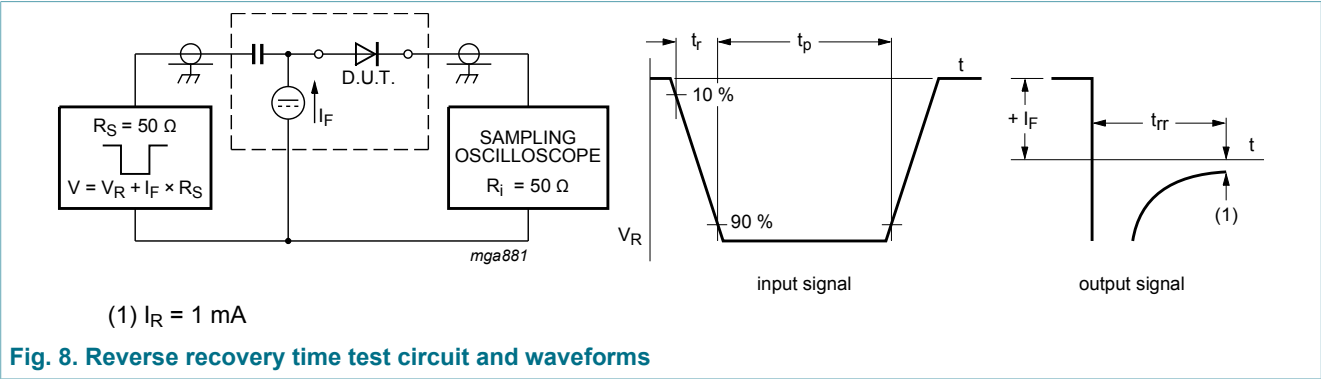 D.U.T.
I_F
R_S = 50 Ω
V = V_R + I_F × R_S
SAMPLING
OSCILLOSCOPE
R_i = 50 Ω
mga881
t_r
t_p
t
10 %
90 %
V_R
input signal
+ I_F
t_rr
t
(1)
output signal
(1) I_R = 1 mA
Fig. 8. Reverse recovery time test circuit and waveforms